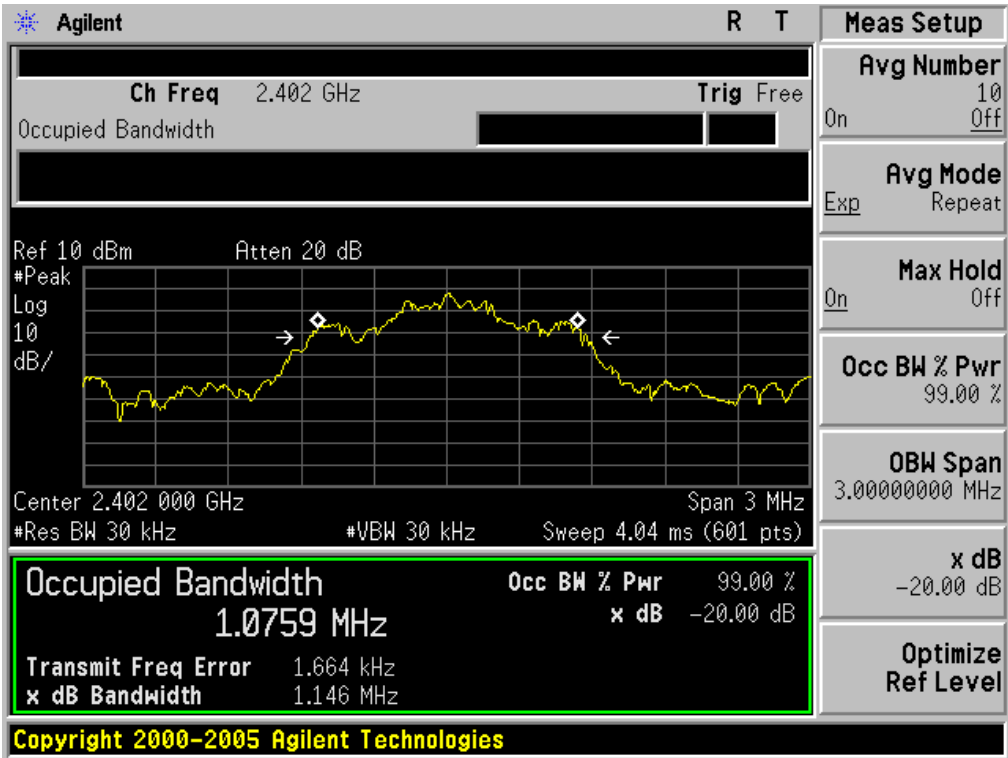 Agilent R T
Ch Freq 2.402 GHz Trig Free
Occupied Bandwidth
Ref 10 dBm Atten 20 dB
#Peak
Log
10
dB/
Center 2.402 000 GHz Span 3 MHz
#Res BW 30 kHz #VBW 30 kHz Sweep 4.04 ms (601 pts)
Occupied Bandwidth Occ BW % Pwr 99.00 %
1.0759 MHz x dB -20.00 dB
Transmit Freq Error 1.664 kHz
x dB Bandwidth 1.146 MHz
Copyright 2000-2005 Agilent Technologies
Meas Setup
Avg Number
10
On Off
Avg Mode
Exp Repeat
Max Hold
On Off
Occ BW % Pwr
99.00 %
OBW Span
3.00000000 MHz
x dB
-20.00 dB
Optimize
Ref Level